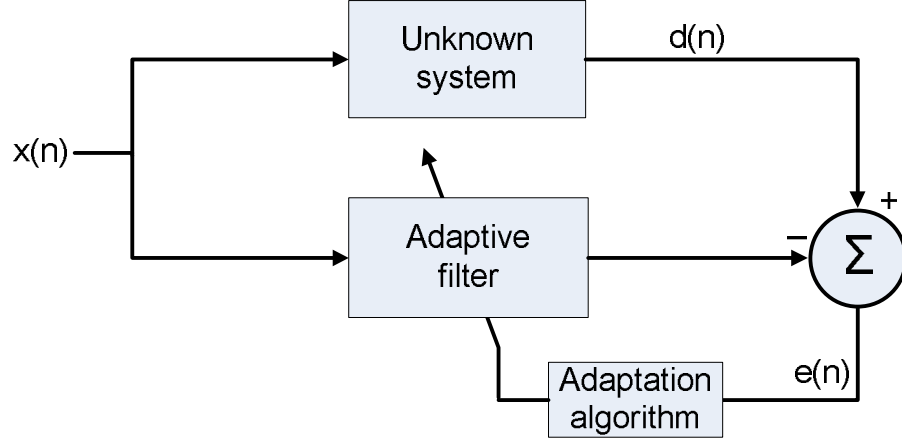 Unknown
system
d(n)
x(n)
+
Adaptive
filter
−
Σ
Adaptation
algorithm
e(n)